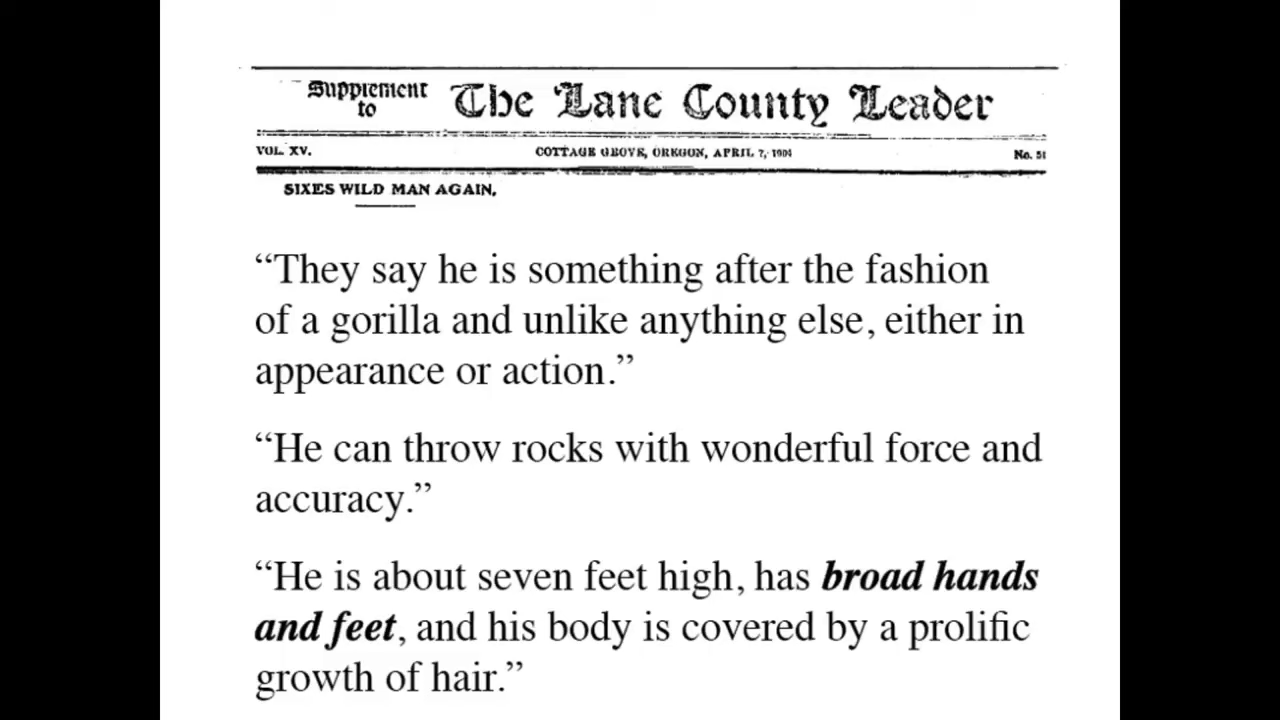 Supplement
to
The Lane County Leader
VOL. XV.
COTTAGE GROVE, OREGON, APRIL 7, 1904
No. 51
SIXES WILD MAN AGAIN.
“They say he is something after the fashion
of a gorilla and unlike anything else, either in
appearance or action.”
“He can throw rocks with wonderful force and
accuracy.”
“He is about seven feet high, has broad hands
and feet, and his body is covered by a prolific
growth of hair.”